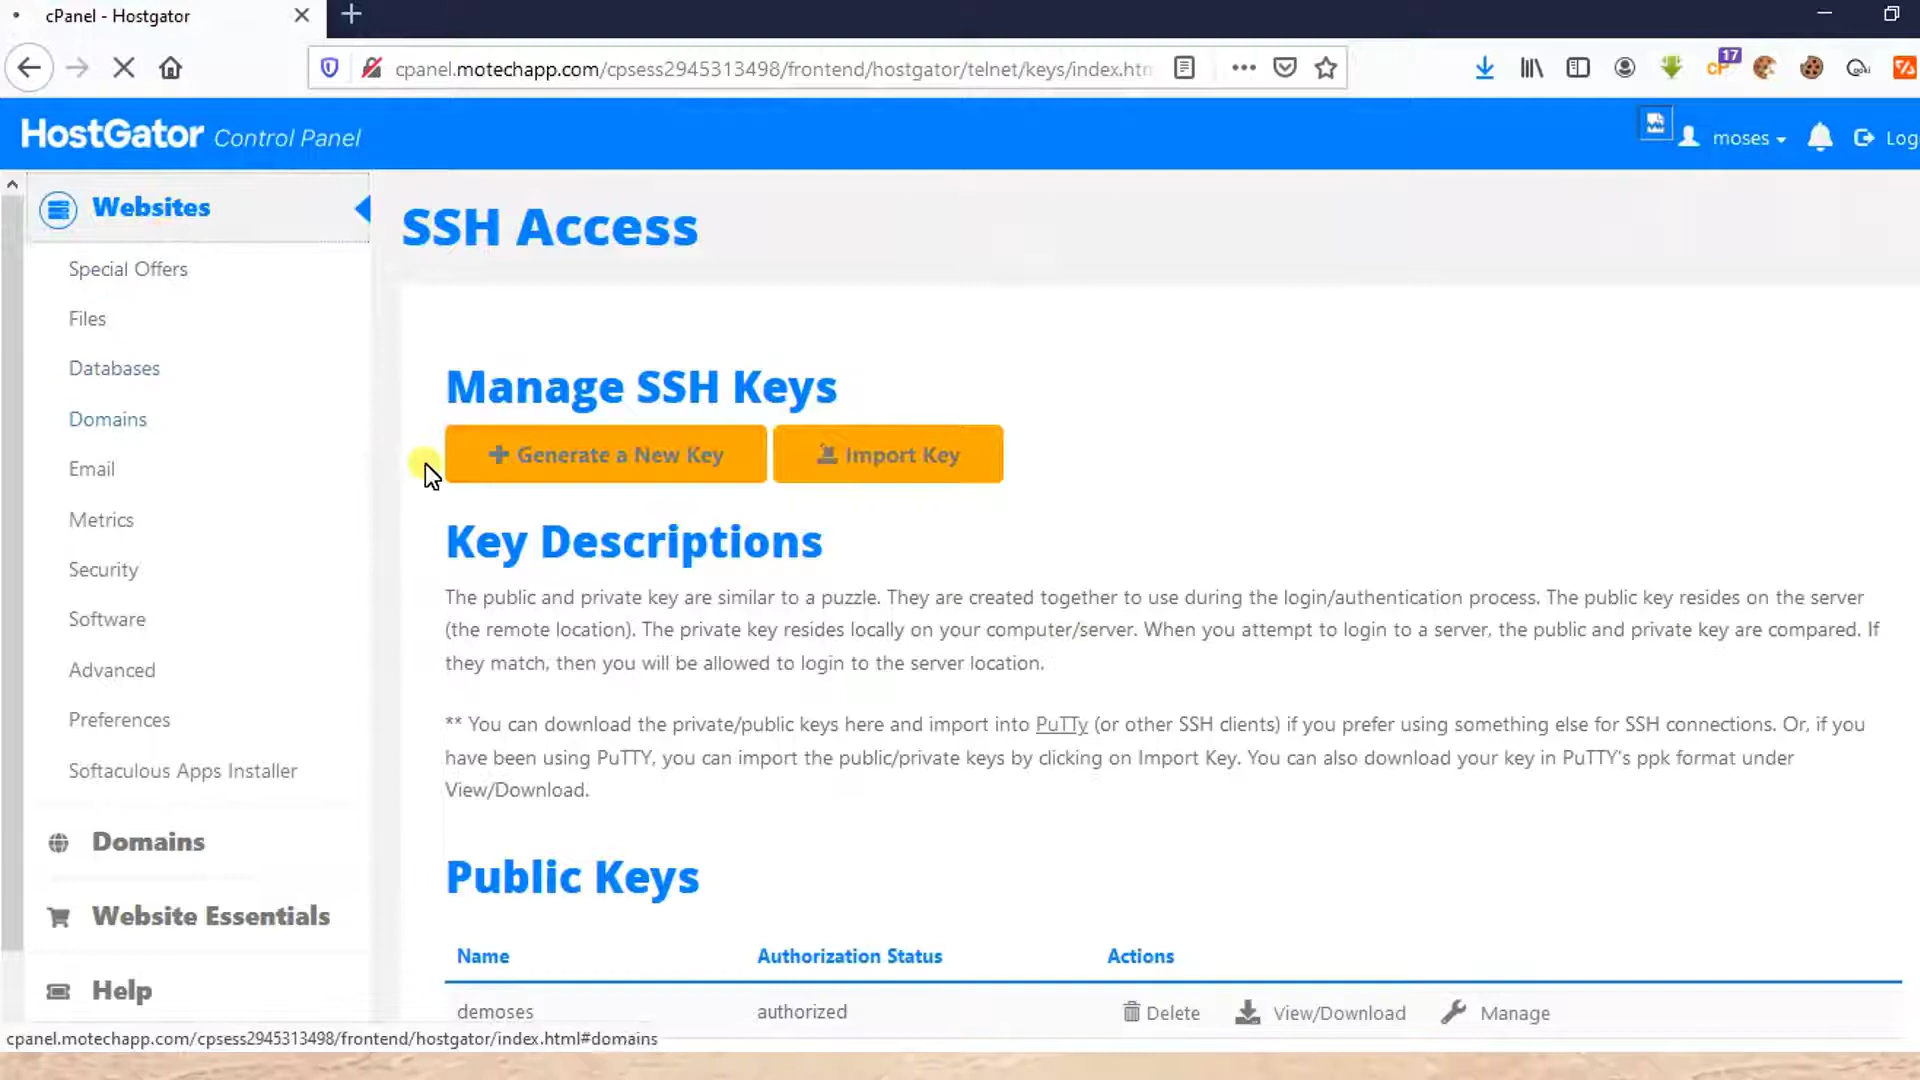 cPanel - Hostgator
cpanel.motechapp.com/cpsess2945313498/frontend/hostgator/telnet/keys/index.htm
17
HostGator Control Panel
moses
Log
Websites
Special Offers
Files
Databases
Domains
Email
Metrics
Security
Software
Advanced
Preferences
Softaculous Apps Installer
Domains
Website Essentials
Help
SSH Access
Manage SSH Keys
Generate a New Key
Import Key
Key Descriptions
The public and private key are similar to a puzzle. They are created together to use during the login/authentication process. The public key resides on the server
(the remote location). The private key resides locally on your computer/server. When you attempt to login to a server, the public and private key are compared. If
they match, then you will be allowed to login to the server location.
** You can download the private/public keys here and import into PuTTy (or other SSH clients) if you prefer using something else for SSH connections. Or, if you
have been using PuTTY, you can import the public/private keys by clicking on Import Key. You can also download your key in PuTTY's ppk format under
View/Download.
Public Keys
Name Authorization Status Actions
demoses authorized Delete View/Download Manage
cpanel.motechapp.com/cpsess2945313498/frontend/hostgator/index.html#domains